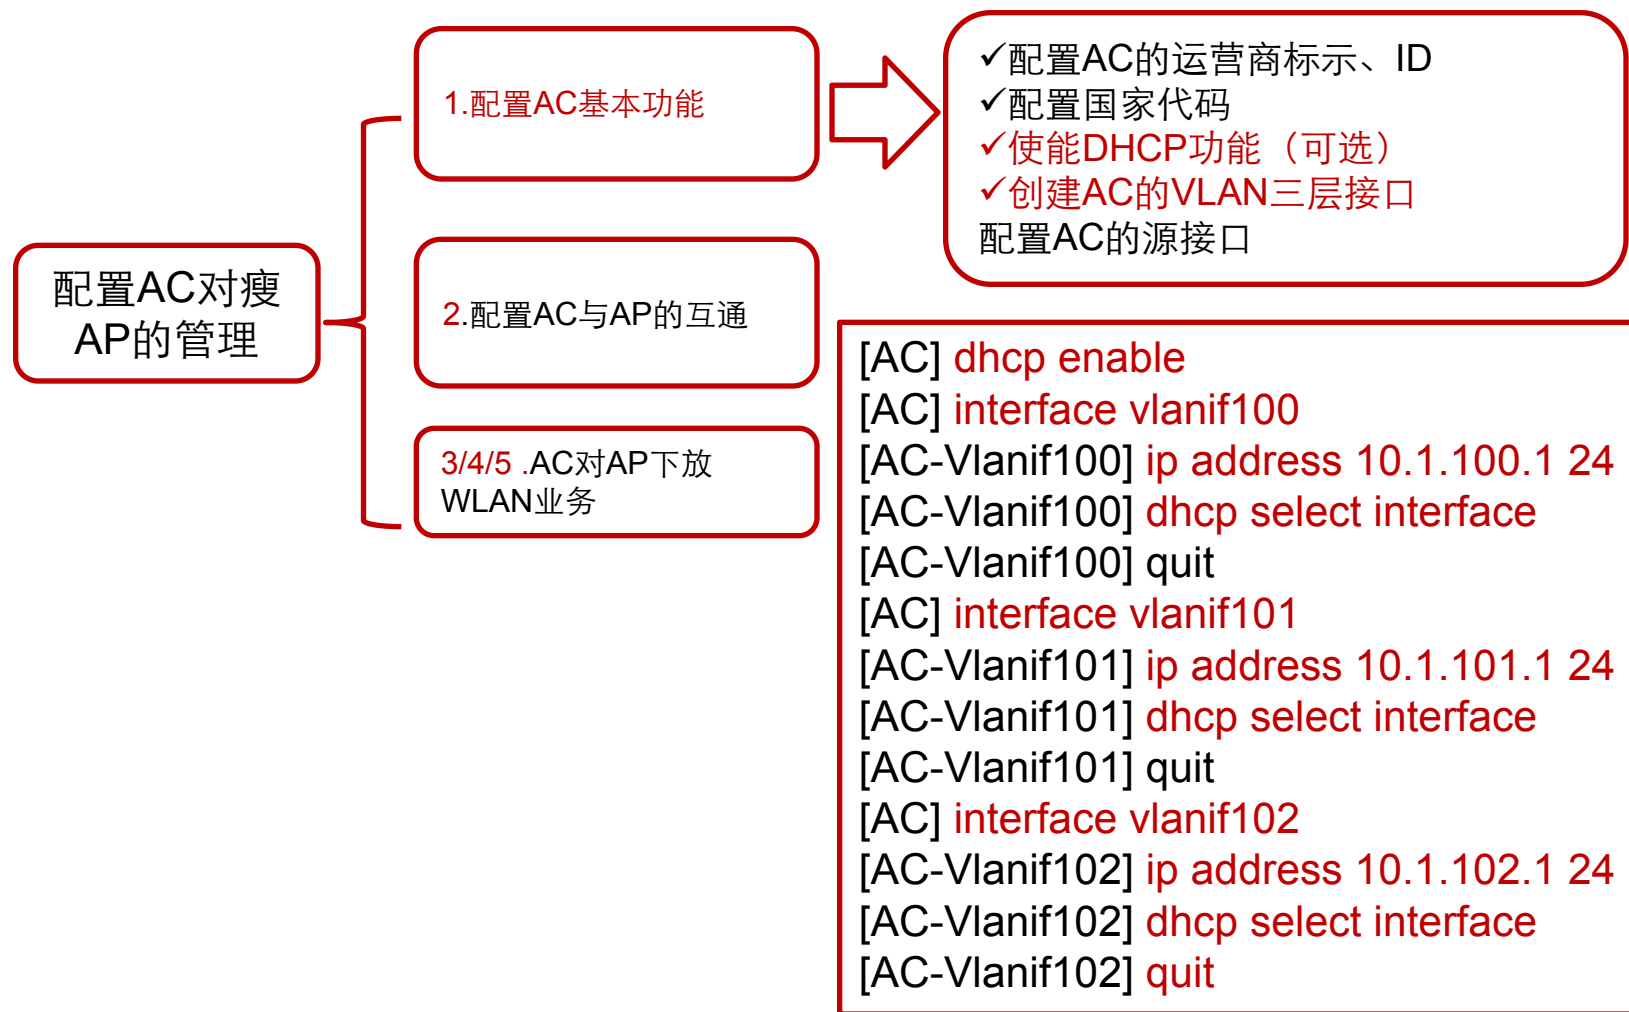 配置AC对瘦
AP的管理
1.配置AC基本功能
2.配置AC与AP的互通
3/4/5 .AC对AP下放
WLAN业务
✓配置AC的运营商标示、ID
✓配置国家代码
✓使能DHCP功能（可选）
✓创建AC的VLAN三层接口
配置AC的源接口
[AC] dhcp enable
[AC] interface vlanif100
[AC-Vlanif100] ip address 10.1.100.1 24
[AC-Vlanif100] dhcp select interface
[AC-Vlanif100] quit
[AC] interface vlanif101
[AC-Vlanif101] ip address 10.1.101.1 24
[AC-Vlanif101] dhcp select interface
[AC-Vlanif101] quit
[AC] interface vlanif102
[AC-Vlanif102] ip address 10.1.102.1 24
[AC-Vlanif102] dhcp select interface
[AC-Vlanif102] quit